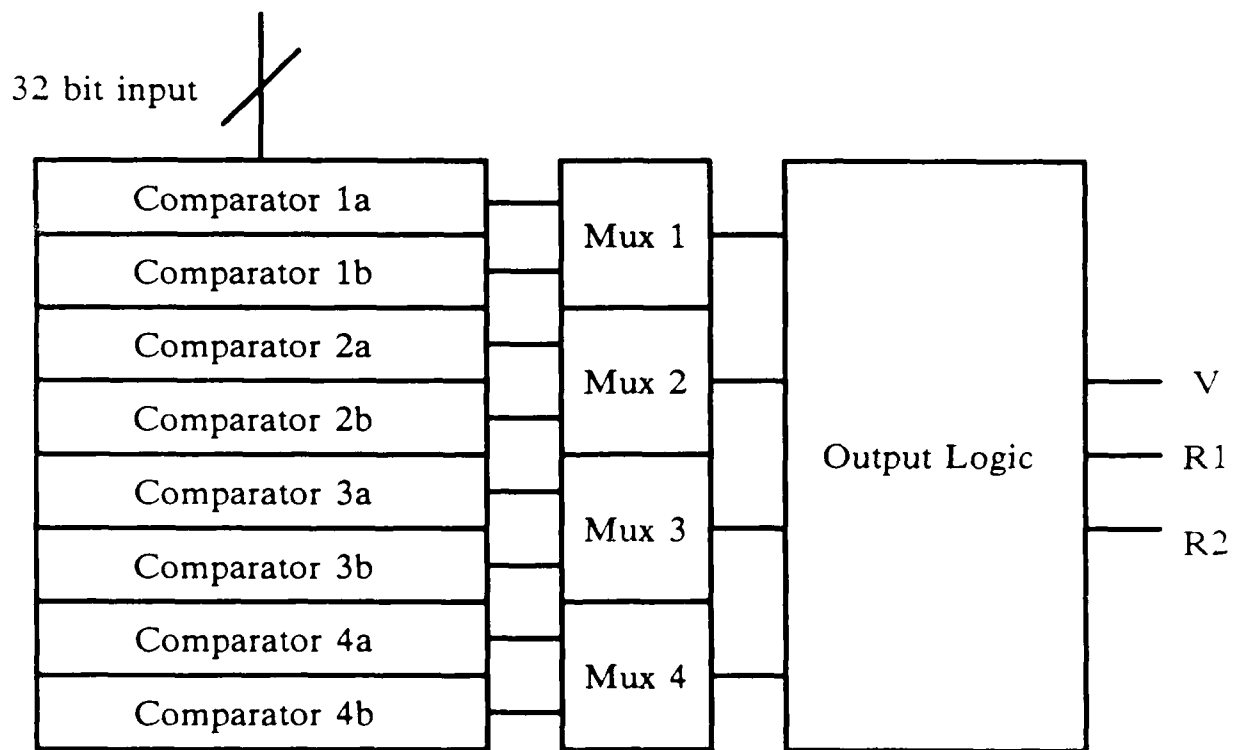 32 bit input
Comparator 1a
Comparator 1b
Comparator 2a
Comparator 2b
Comparator 3a
Comparator 3b
Comparator 4a
Comparator 4b
Mux 1
Mux 2
Mux 3
Mux 4
Output Logic
V
R1
R2